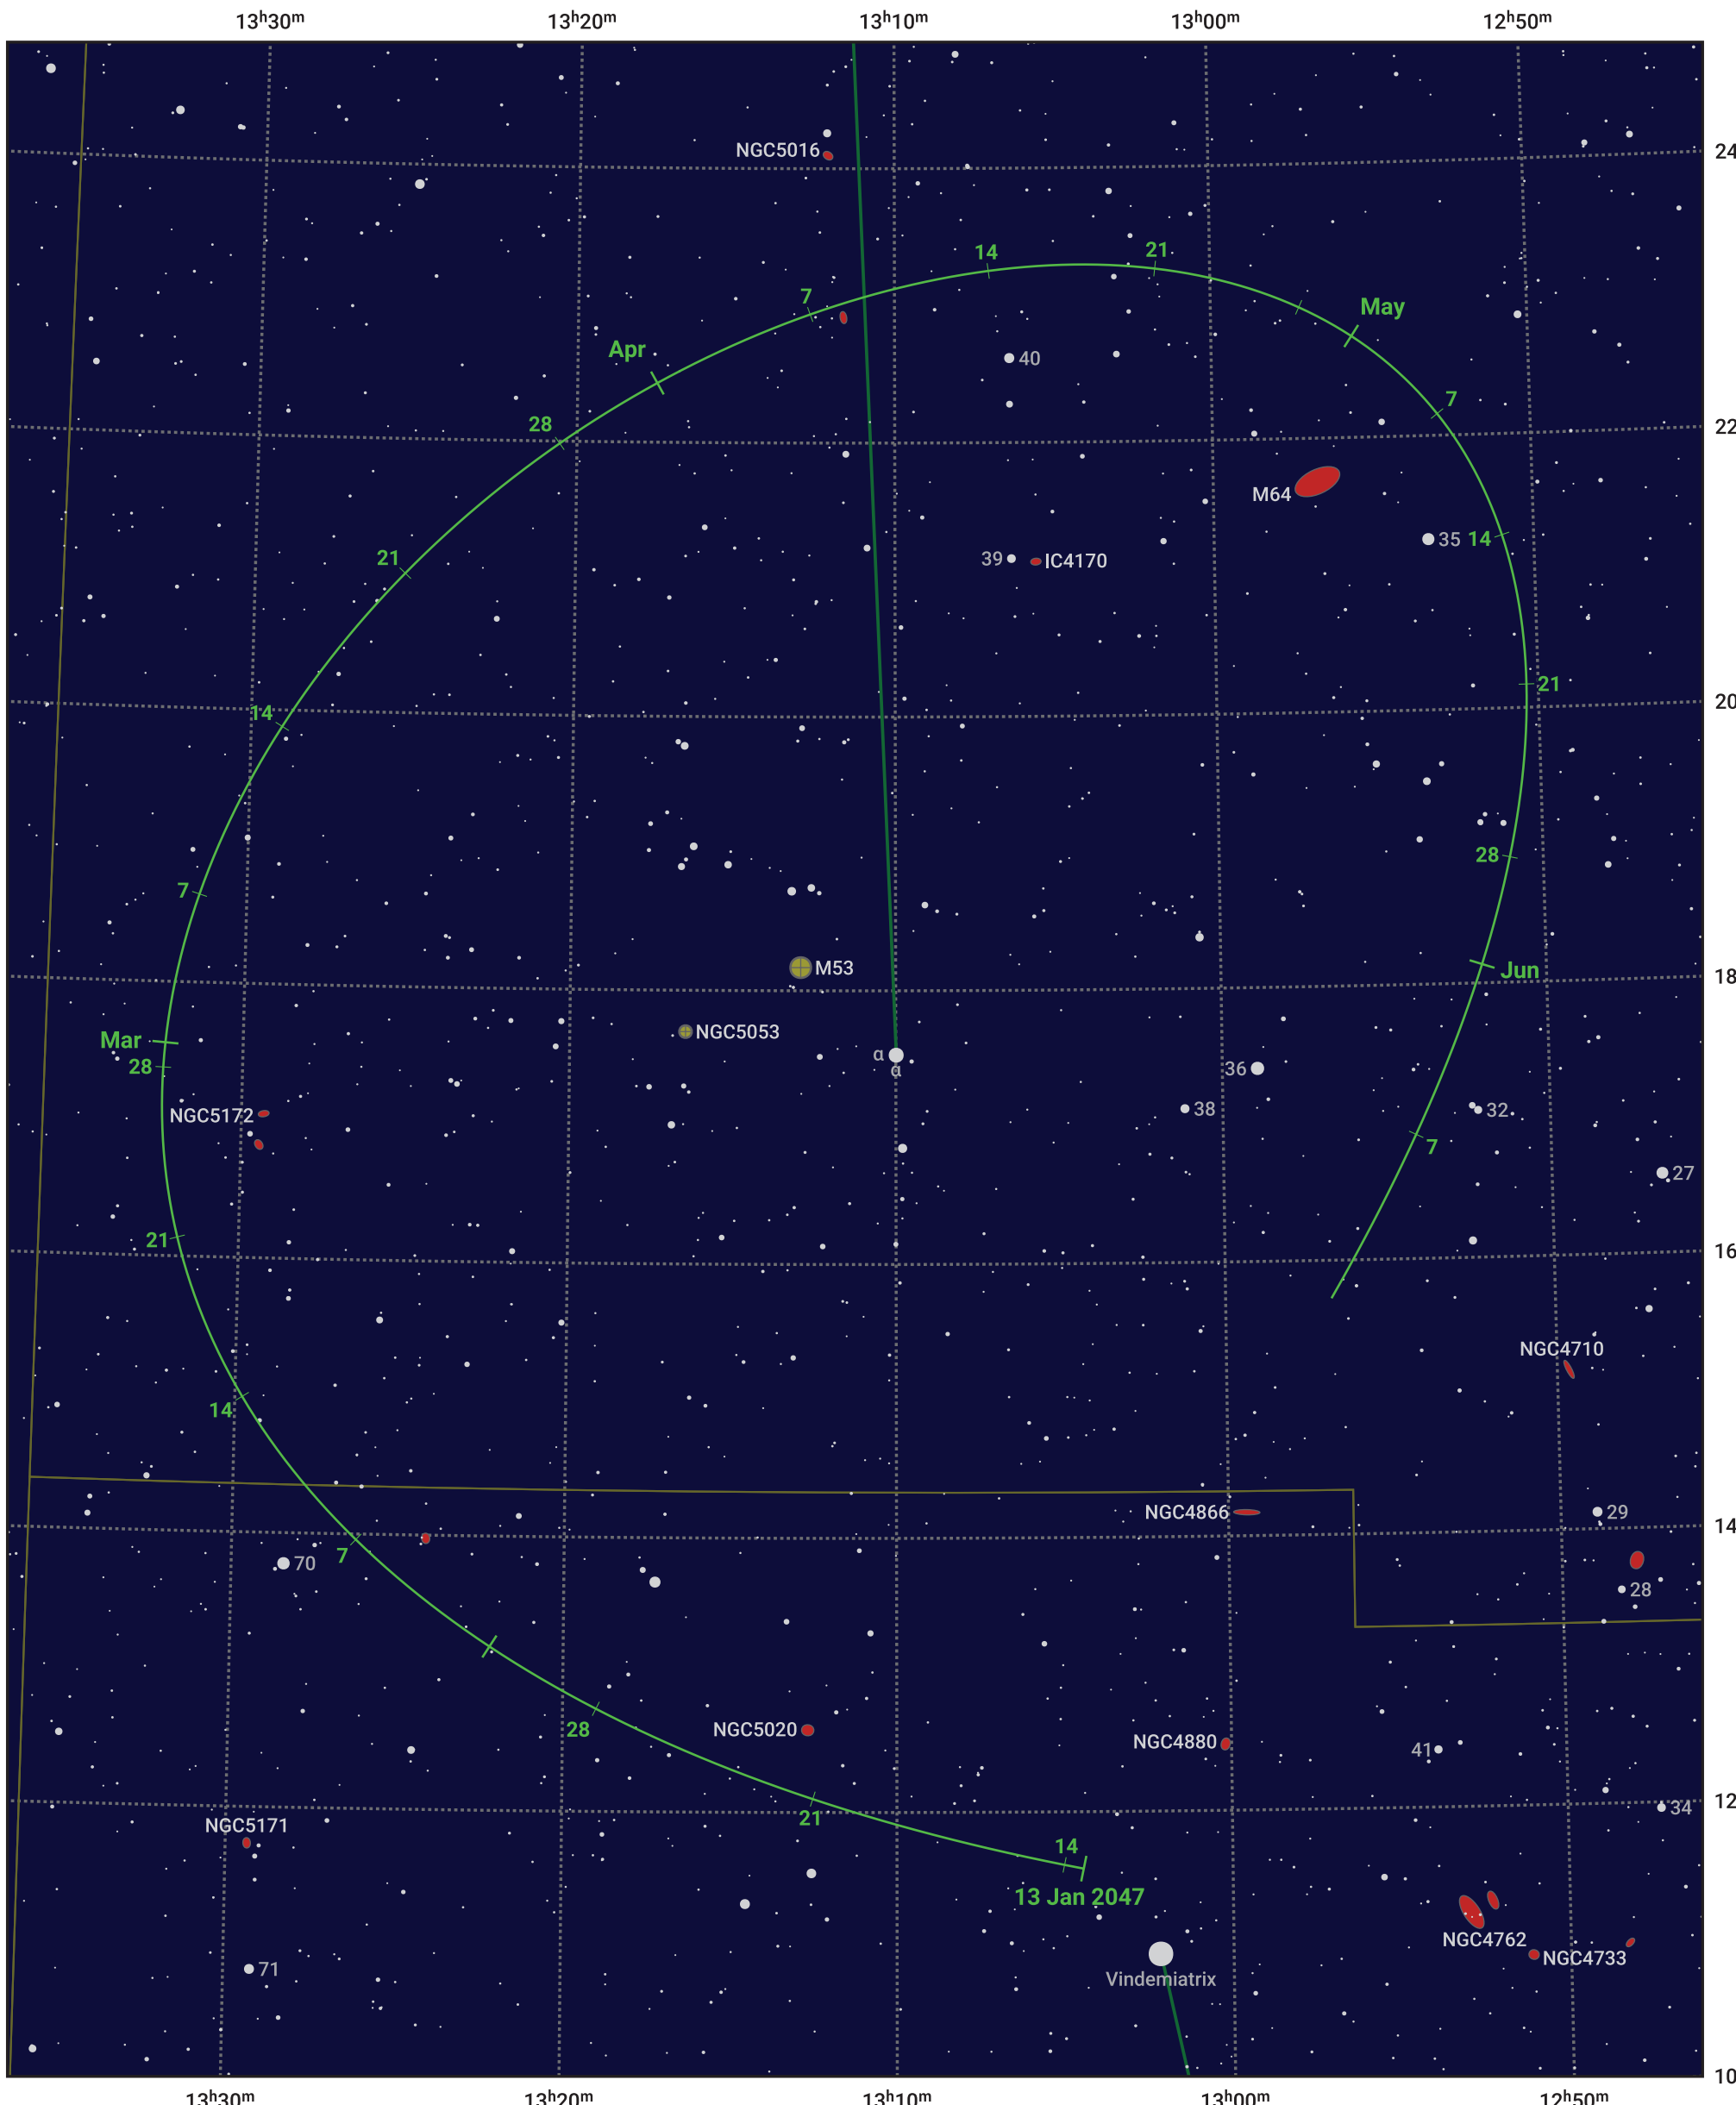 13h30m 13h20m 13h10m 13h00m 12h50m
NGC5016
24
14
21
7
May
Apr
40
28
7
22
M64
21
39
IC4170
35
14
14
20
21
28
7
M53
18
Jun
Mar
NGC5053
α
α
28
36
NGC5172
38
32
7
27
21
16
NGC4710
14
NGC4866
29
14
7
70
28
28
NGC5020
NGC4880
41
21
12
34
NGC5171
14
13 Jan 2047
NGC4762
NGC4733
71
Vindemiatrix
10
13h30m 13h20m 13h10m 13h00m 12h50m